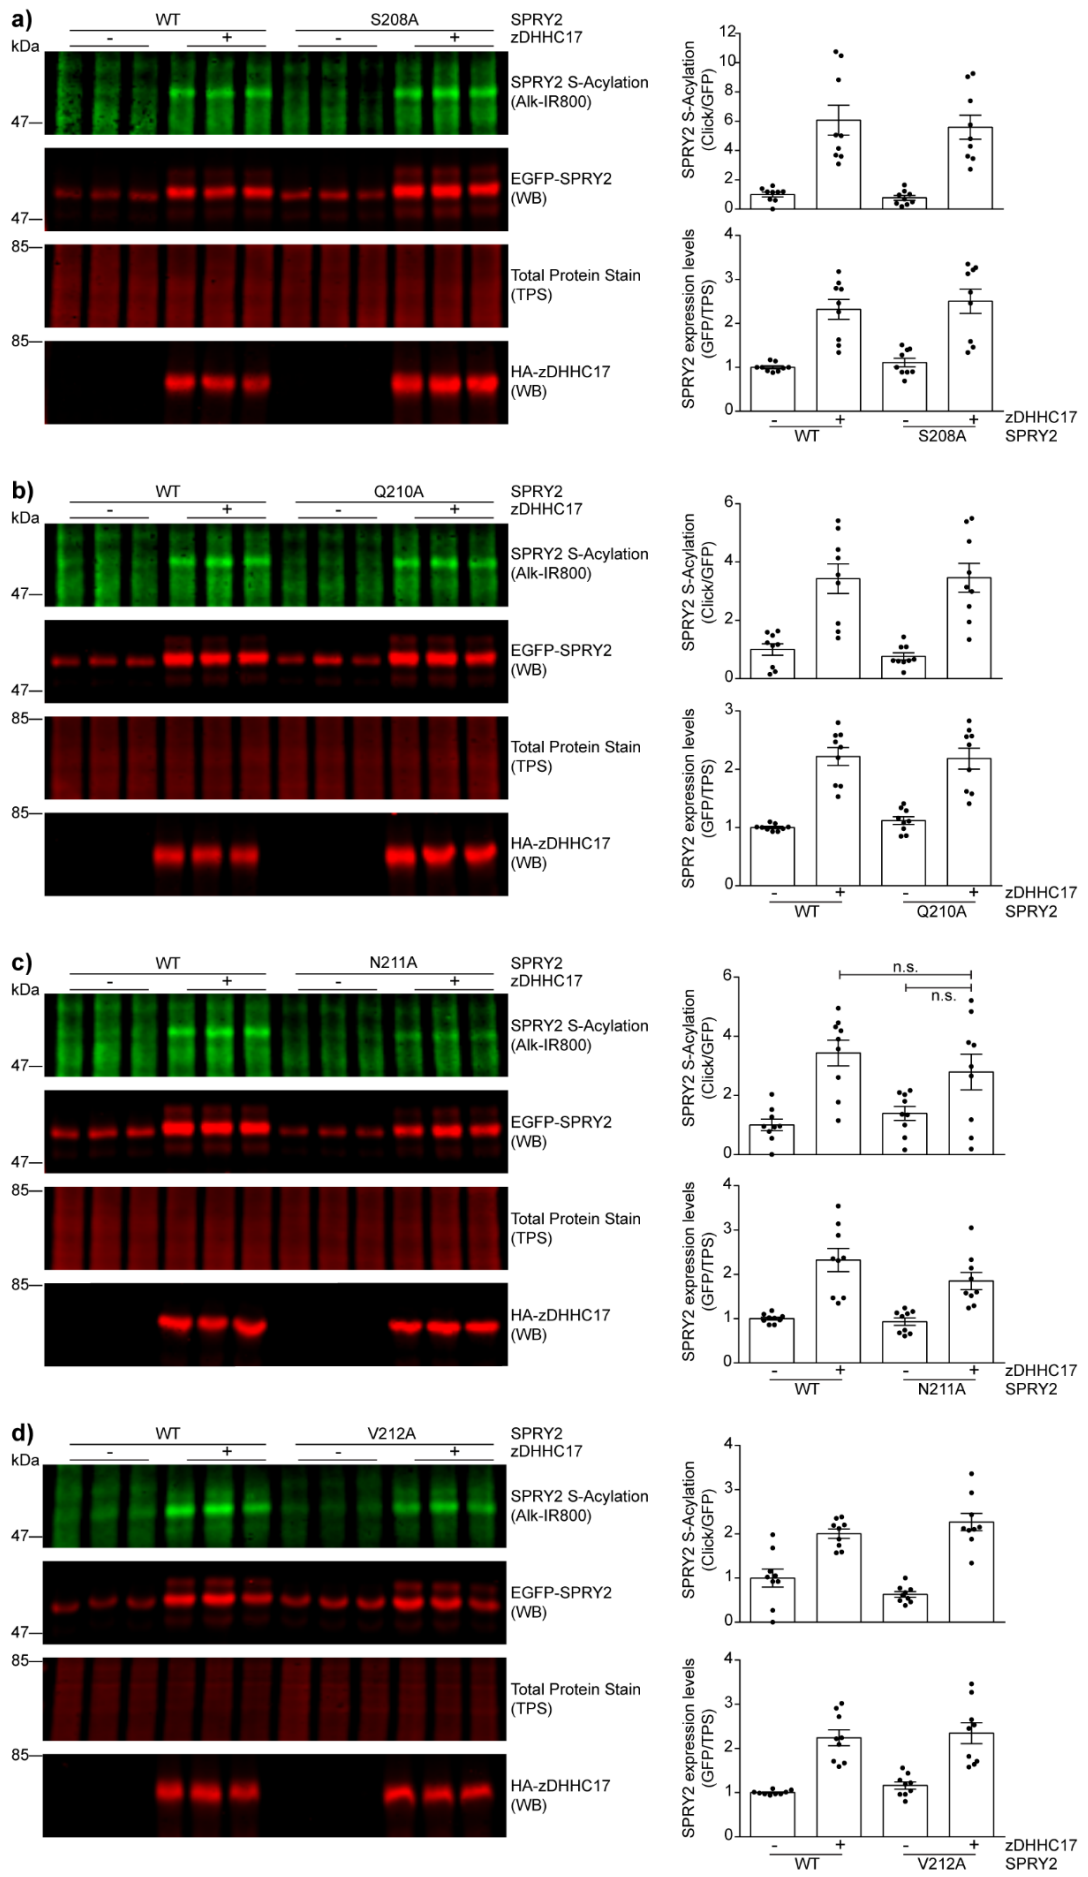 a)
WT S208A SPRY2
- + - + zDHHC17
kDa
SPRY2 S-Acylation
(Alk-IR800)
47
EGFP-SPRY2
(WB)
47
85
Total Protein Stain
(TPS)
85
HA-zDHHC17
(WB)
SPRY2 S-Acylation
(Click/GFP)
12
10
8
6
4
2
0
SPRY2 expression levels
(GFP/TPS)
4
3
2
1
0
- + - + zDHHC17
WT S208A SPRY2
b)
WT Q210A SPRY2
- + - + zDHHC17
kDa
SPRY2 S-Acylation
(Alk-IR800)
47
EGFP-SPRY2
(WB)
47
85
Total Protein Stain
(TPS)
85
HA-zDHHC17
(WB)
SPRY2 S-Acylation
(Click/GFP)
6
4
2
0
SPRY2 expression levels
(GFP/TPS)
3
2
1
0
- + - + zDHHC17
WT Q210A SPRY2
c)
WT N211A SPRY2
- + - + zDHHC17
kDa
SPRY2 S-Acylation
(Alk-IR800)
47
EGFP-SPRY2
(WB)
47
85
Total Protein Stain
(TPS)
85
HA-zDHHC17
(WB)
n.s.
n.s.
SPRY2 S-Acylation
(Click/GFP)
6
4
2
0
SPRY2 expression levels
(GFP/TPS)
4
3
2
1
0
- + - + zDHHC17
WT N211A SPRY2
d)
WT V212A SPRY2
- + - + zDHHC17
kDa
SPRY2 S-Acylation
(Alk-IR800)
47
EGFP-SPRY2
(WB)
47
85
Total Protein Stain
(TPS)
85
HA-zDHHC17
(WB)
SPRY2 S-Acylation
(Click/GFP)
4
3
2
1
0
SPRY2 expression levels
(GFP/TPS)
4
3
2
1
0
- + - + zDHHC17
WT V212A SPRY2